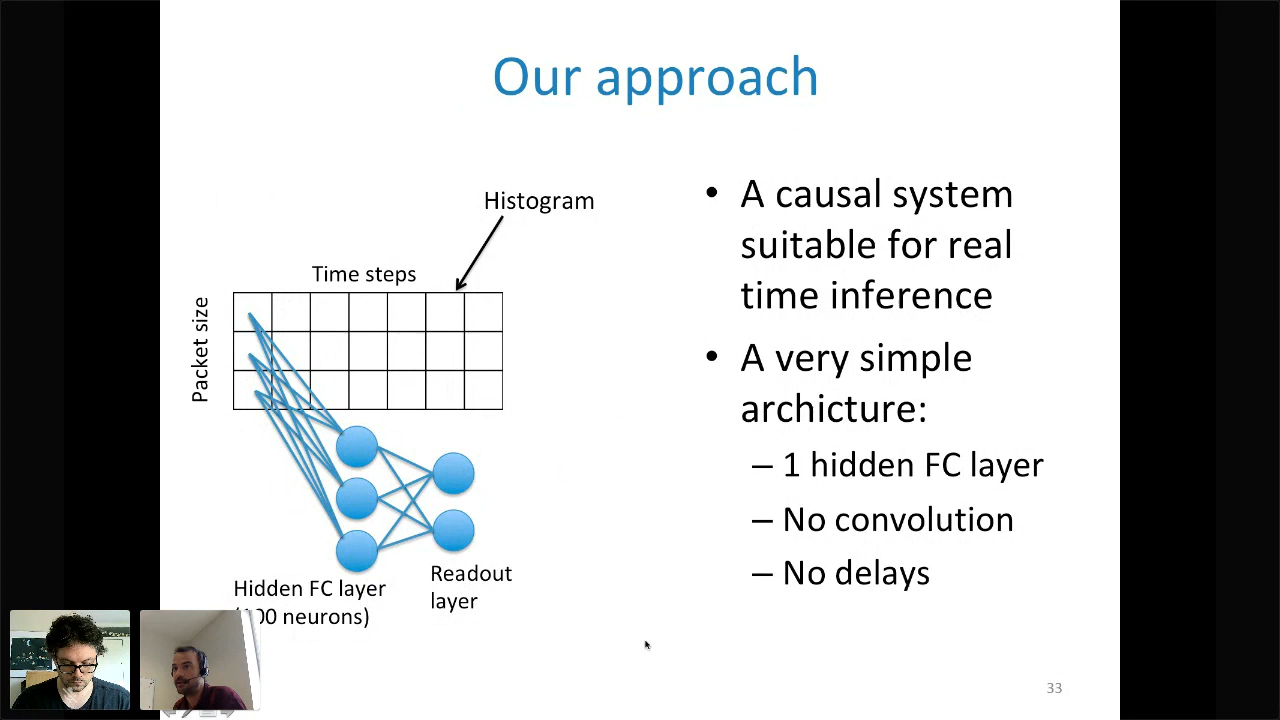 Our approach
Histogram
Time steps
Packet size
Hidden FC layer
(100 neurons)
Readout
layer
• A causal system
suitable for real
time inference
• A very simple
archicture:
– 1 hidden FC layer
– No convolution
– No delays
33